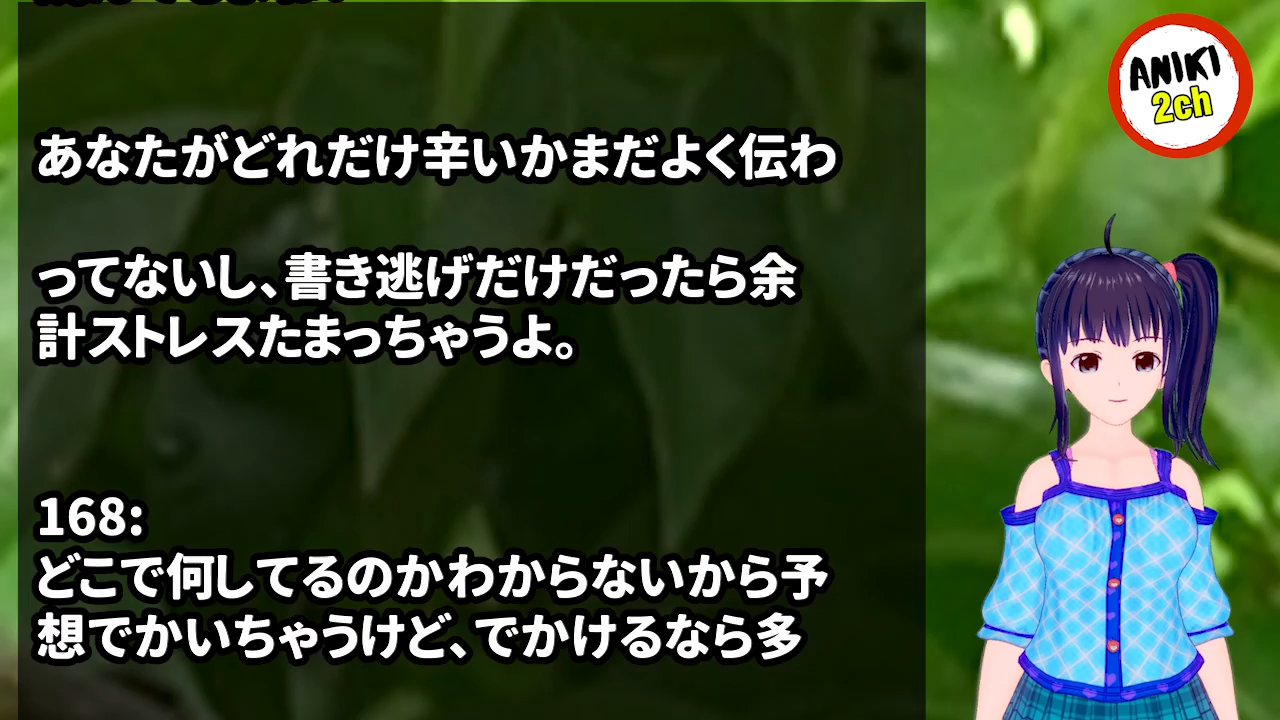 あなたがどれだけ辛いかまだよく伝わ
ってないし、書き逃げだけだったら余
計ストレスたまっちゃうよ。
168:
どこで何してるのかわからないから予
想でかいちゃうけど、でかけるなら多
ANIKI
2ch